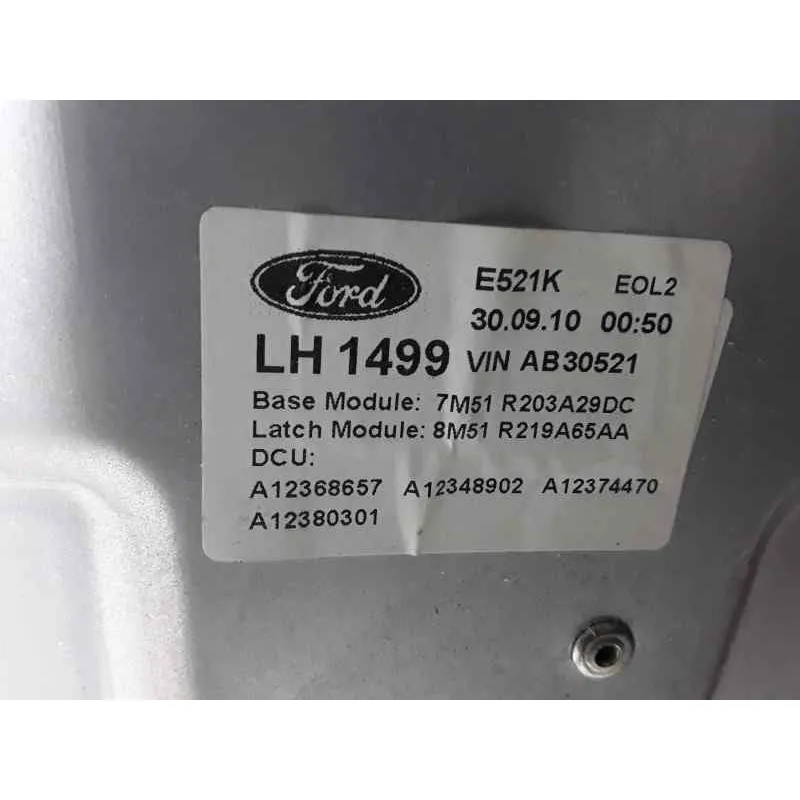 Ford
E521K EOL2
30.09.10 00:50
LH 1499 VIN AB30521
Base Module: 7M51 R203A29DC
Latch Module: 8M51 R219A65AA
DCU:
A12368657 A12348902 A12374470
A12380301